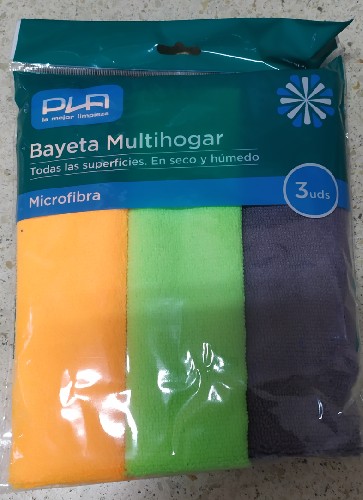 PLA
la mejor limpieza
Bayeta Multihogar
Todas las superficies. En seco y húmedo
Microfibra
3uds